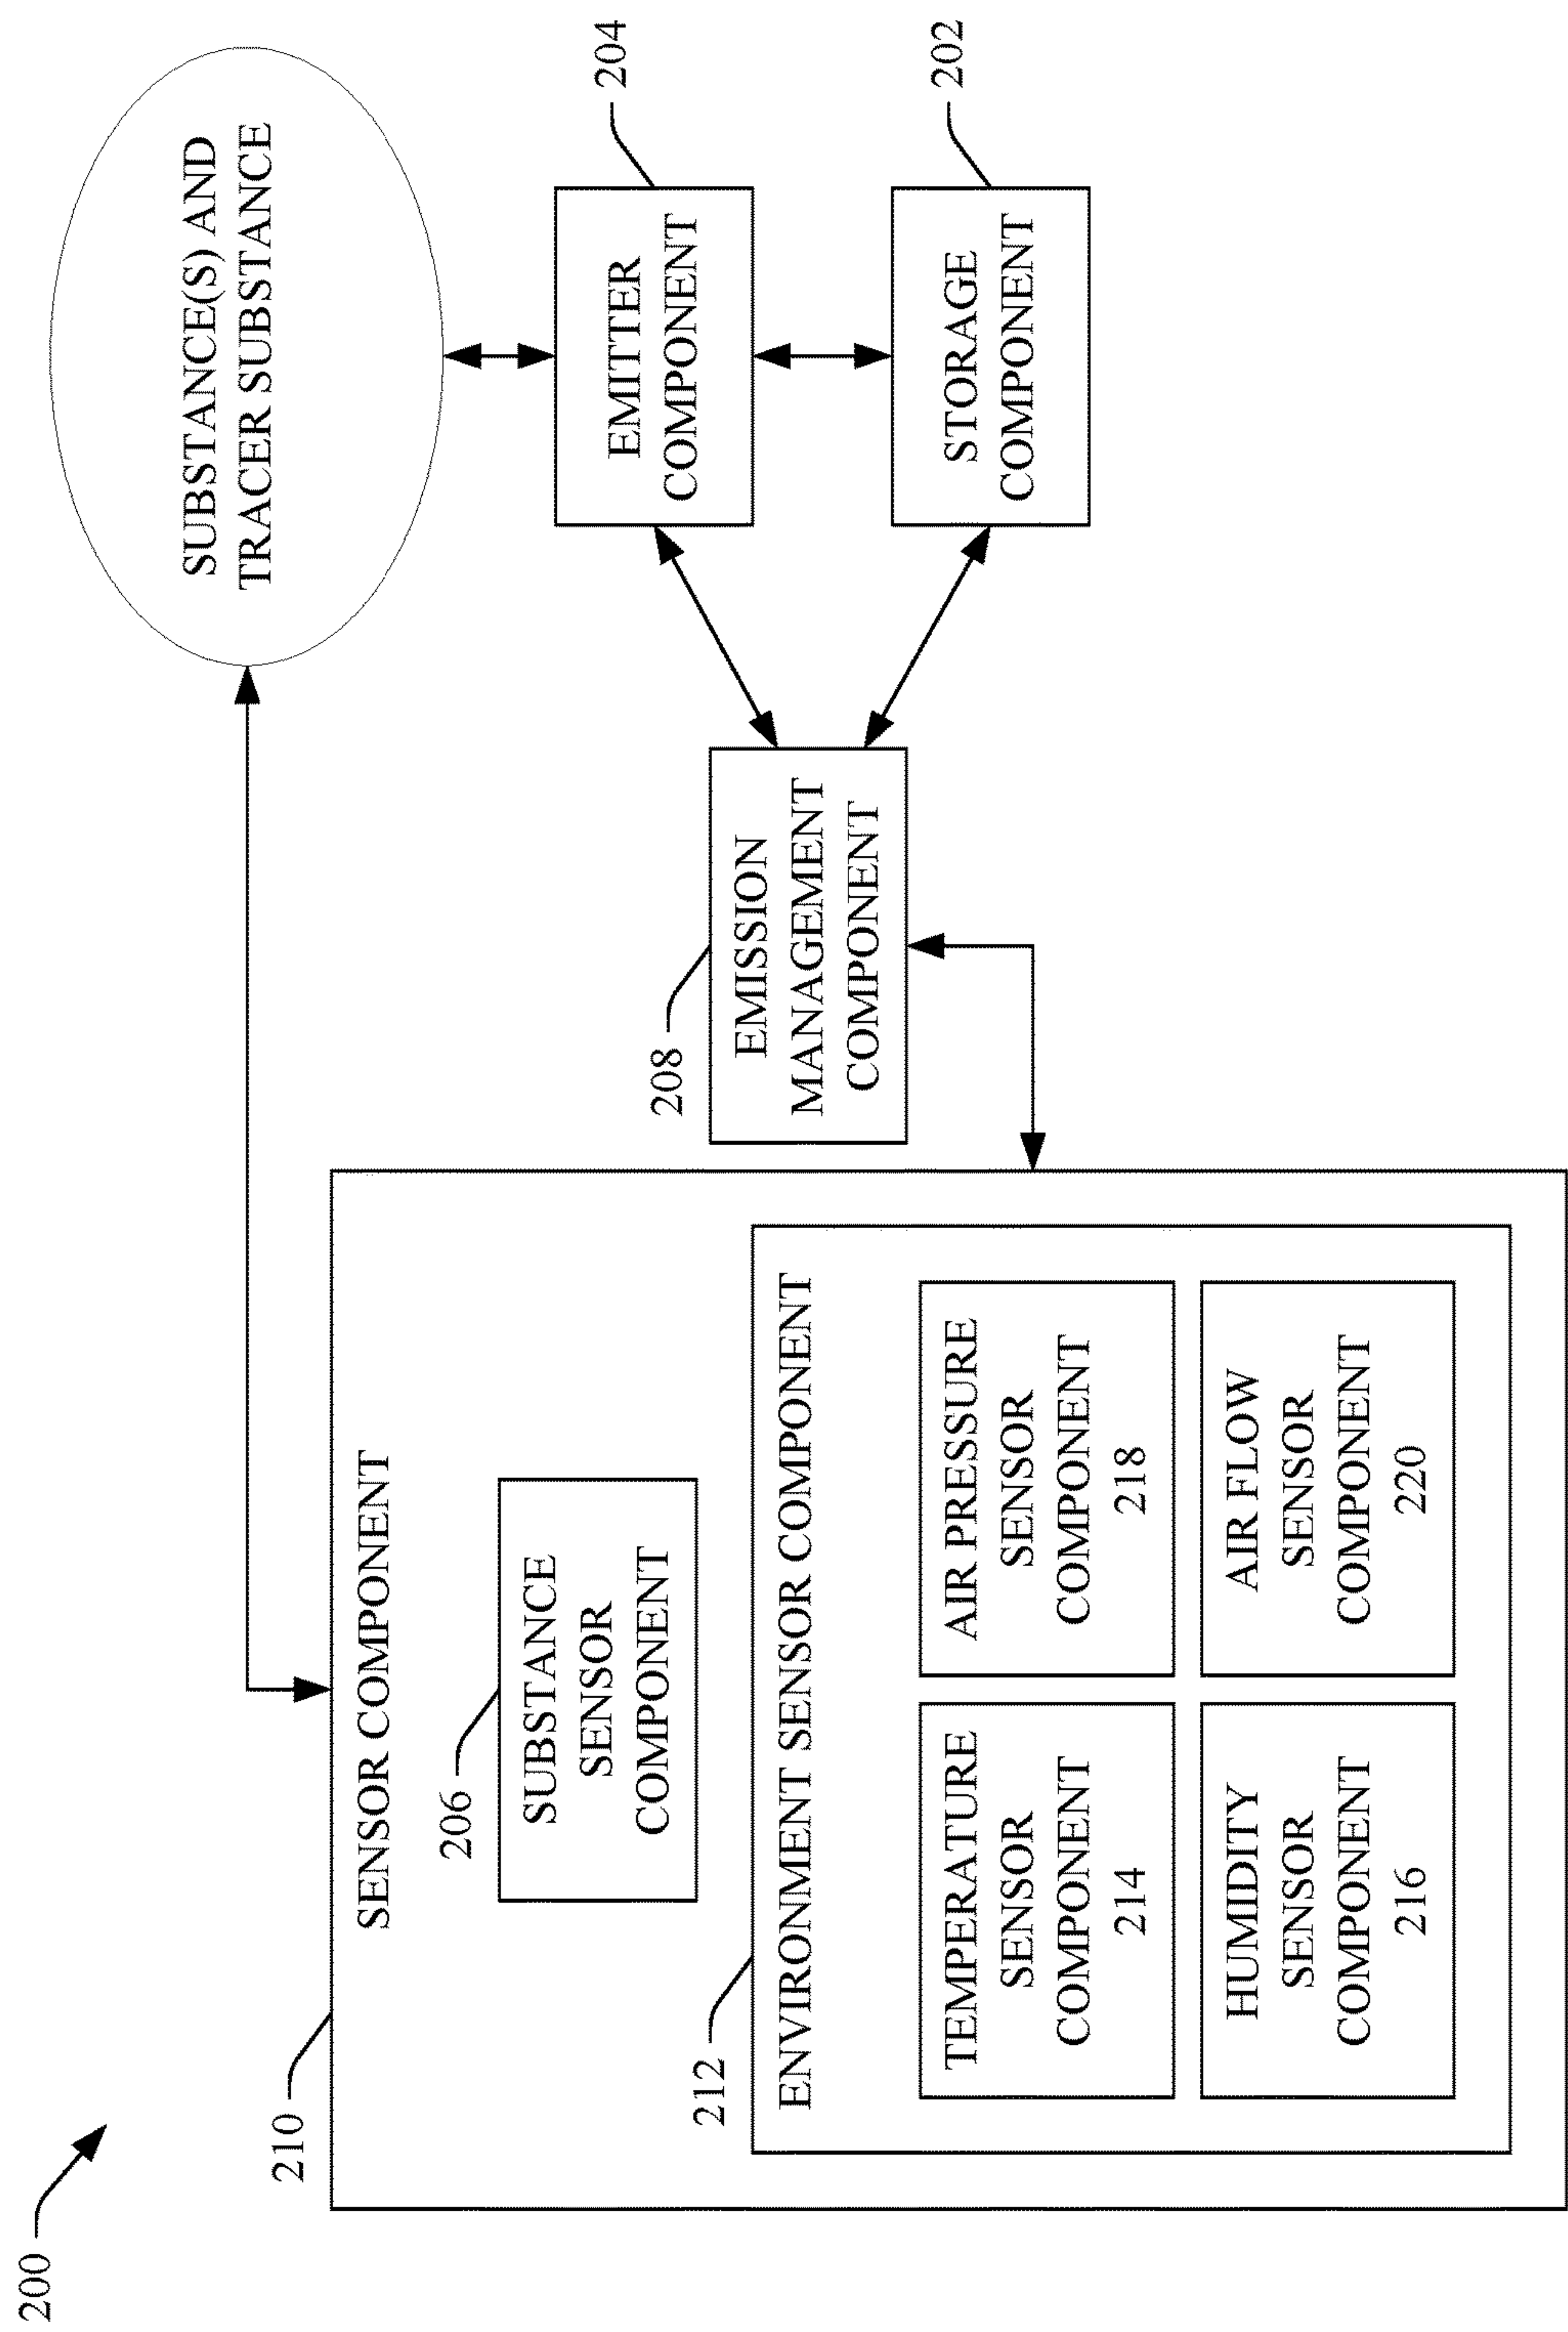 200
210
SENSOR COMPONENT
206
SUBSTANCE
SENSOR
COMPONENT
212
ENVIRONMENT SENSOR COMPONENT
TEMPERATURE
SENSOR
COMPONENT
214
AIR PRESSURE
SENSOR
COMPONENT
218
HUMIDITY
SENSOR
COMPONENT
216
AIR FLOW
SENSOR
COMPONENT
220
208
EMISSION
MANAGEMENT
COMPONENT
SUBSTANCE(S) AND
TRACER SUBSTANCE
EMITTER
COMPONENT
204
STORAGE
COMPONENT
202